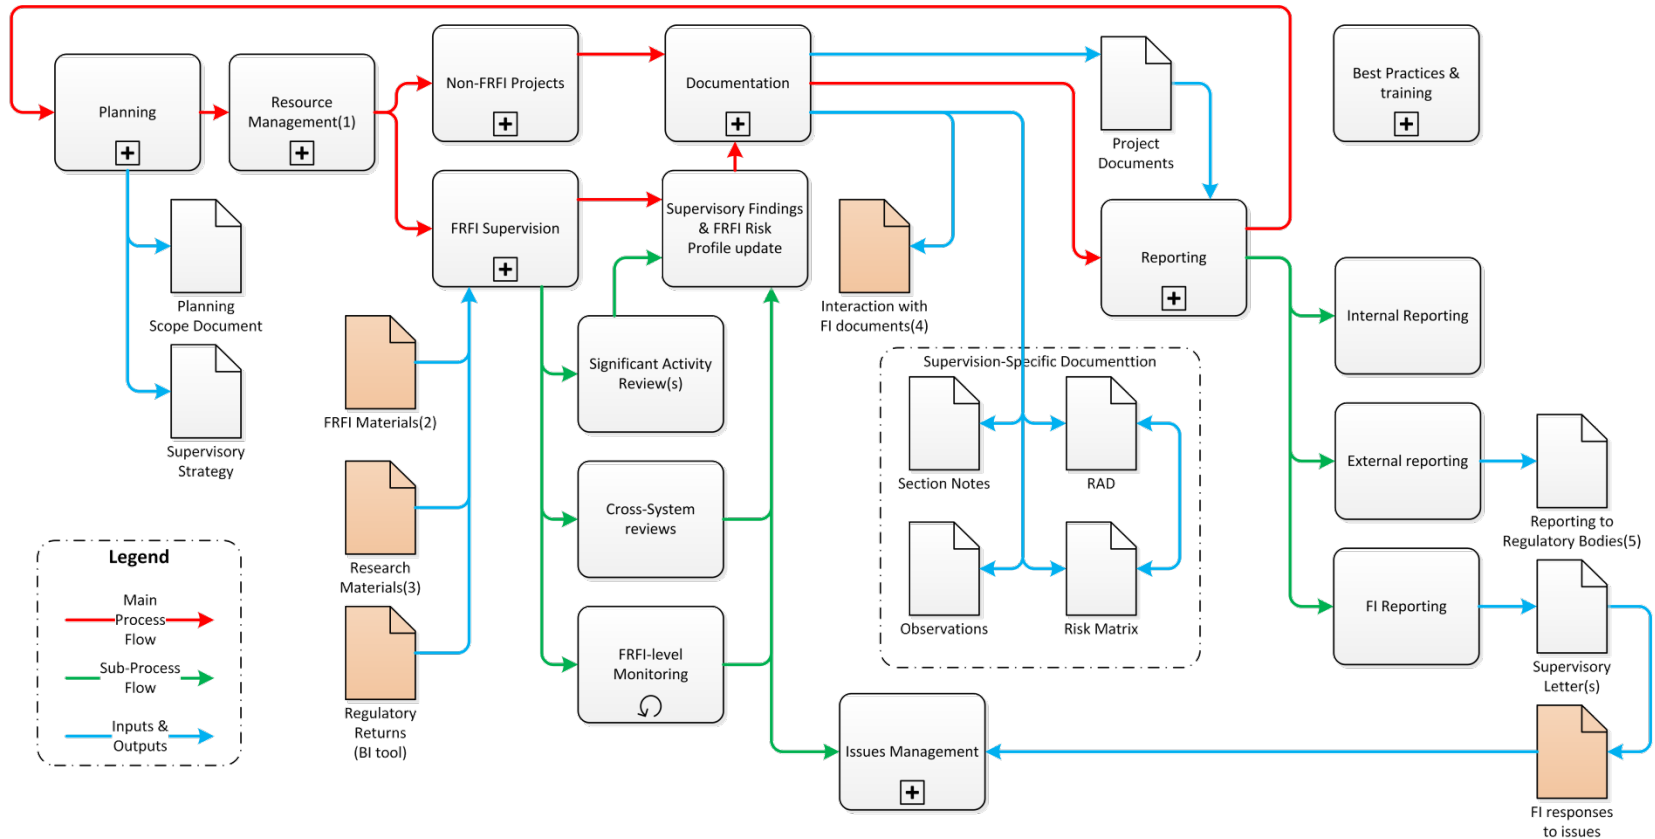 Planning
Resource
Management(1)
Non-FRFI Projects
Documentation
Project
Documents
Best Practices &
training
FRFI Supervision
Supervisory Findings
& FRFI Risk
Profile update
Interaction with
FI documents(4)
Reporting
Planning
Scope Document
Supervisory
Strategy
FRFI Materials(2)
Research
Materials(3)
Regulatory
Returns
(BI tool)
Significant Activity
Review(s)
Cross-System
reviews
FRFI-level
Monitoring
Supervision-Specific Documenttion
Section Notes
RAD
Observations
Risk Matrix
Issues Management
Internal Reporting
External reporting
Reporting to
Regulatory Bodies(5)
FI Reporting
Supervisory
Letter(s)
FI responses
to issues
Legend
Main
Process
Flow
Sub-Process
Flow
Inputs &
Outputs